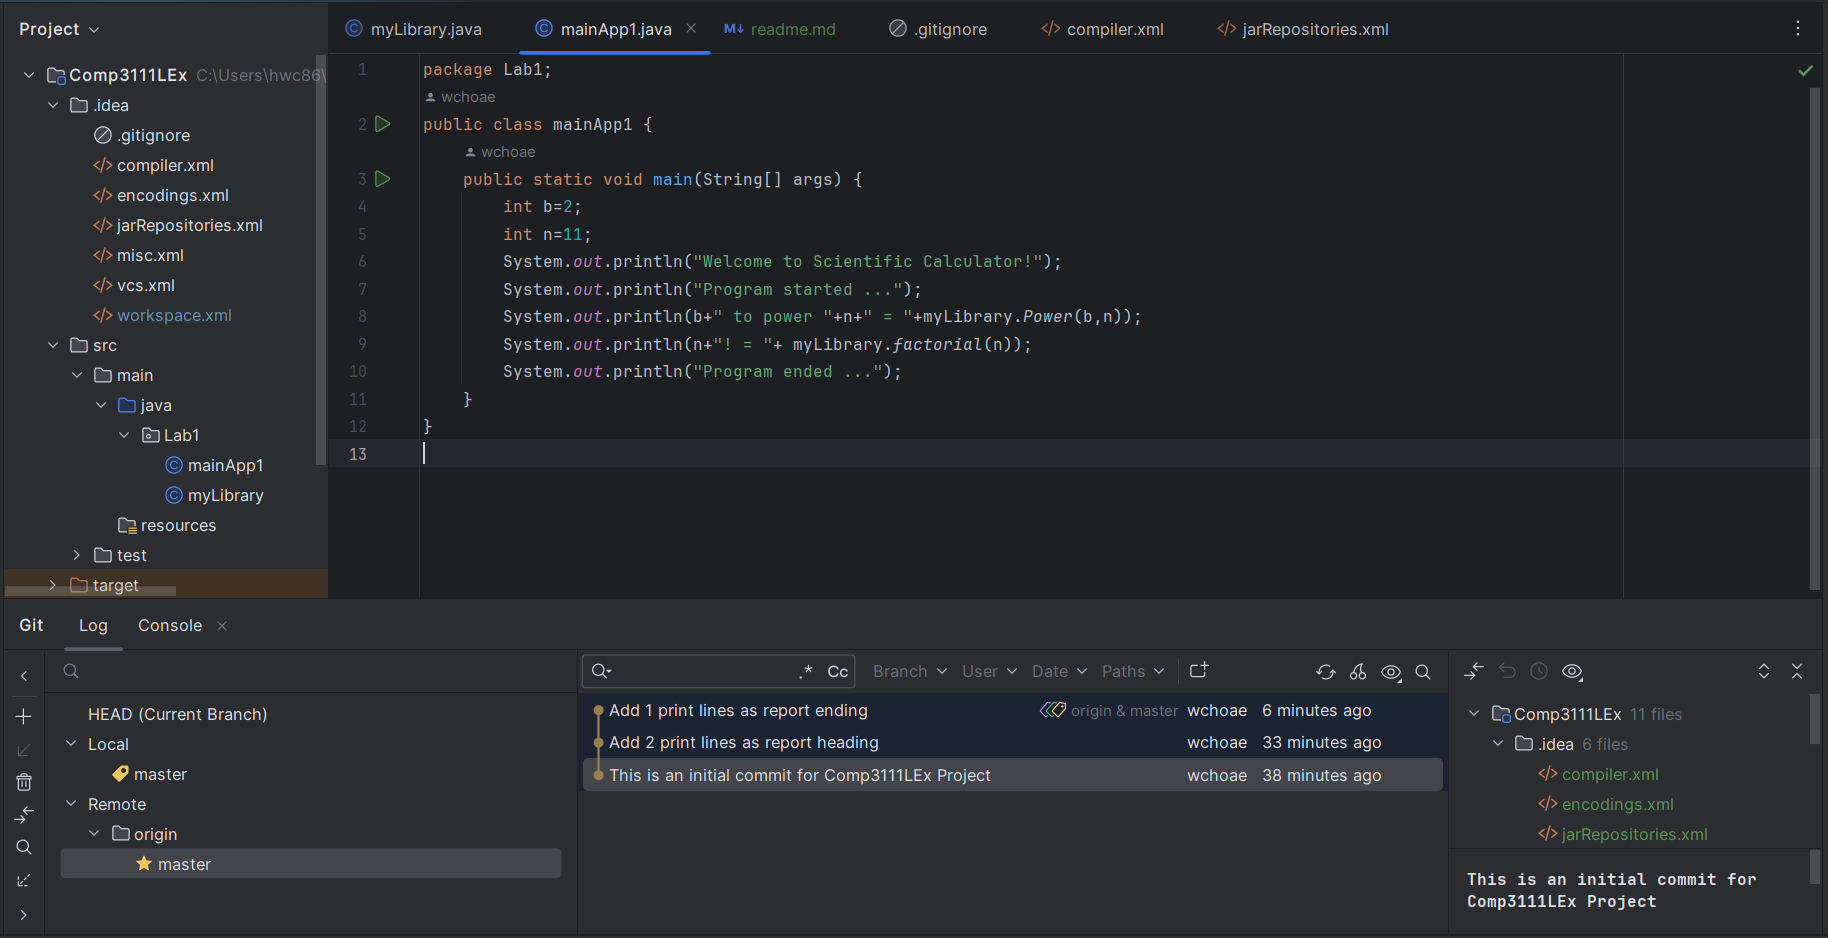 Project
myLibrary.java
mainApp1.java
M↓ readme.md
.gitignore
</> compiler.xml
</> jarRepositories.xml
Comp3111LEx C:\Users\hwc86\
.idea
.gitignore
</> compiler.xml
</> encodings.xml
</> jarRepositories.xml
</> misc.xml
</> vcs.xml
</> workspace.xml
src
main
java
Lab1
mainApp1
myLibrary
resources
test
target
1 package Lab1;
wchoae
2 public class mainApp1 {
wchoae
3 public static void main(String[] args) {
4 int b=2;
5 int n=11;
6 System.out.println("Welcome to Scientific Calculator!");
7 System.out.println("Program started ...");
8 System.out.println(b+" to power "+n+" = "+myLibrary.Power(b,n));
9 System.out.println(n+"! = "+ myLibrary.factorial(n));
10 System.out.println("Program ended ...");
11 }
12 }
13
Git Log Console
HEAD (Current Branch)
Local
master
Remote
origin
master
.* Cc Branch User Date Paths
Add 1 print lines as report ending origin & master wchoae 6 minutes ago
Add 2 print lines as report heading wchoae 33 minutes ago
This is an initial commit for Comp3111LEx Project wchoae 38 minutes ago
Comp3111LEx 11 files
.idea 6 files
</> compiler.xml
</> encodings.xml
</> jarRepositories.xml
This is an initial commit for
Comp3111LEx Project